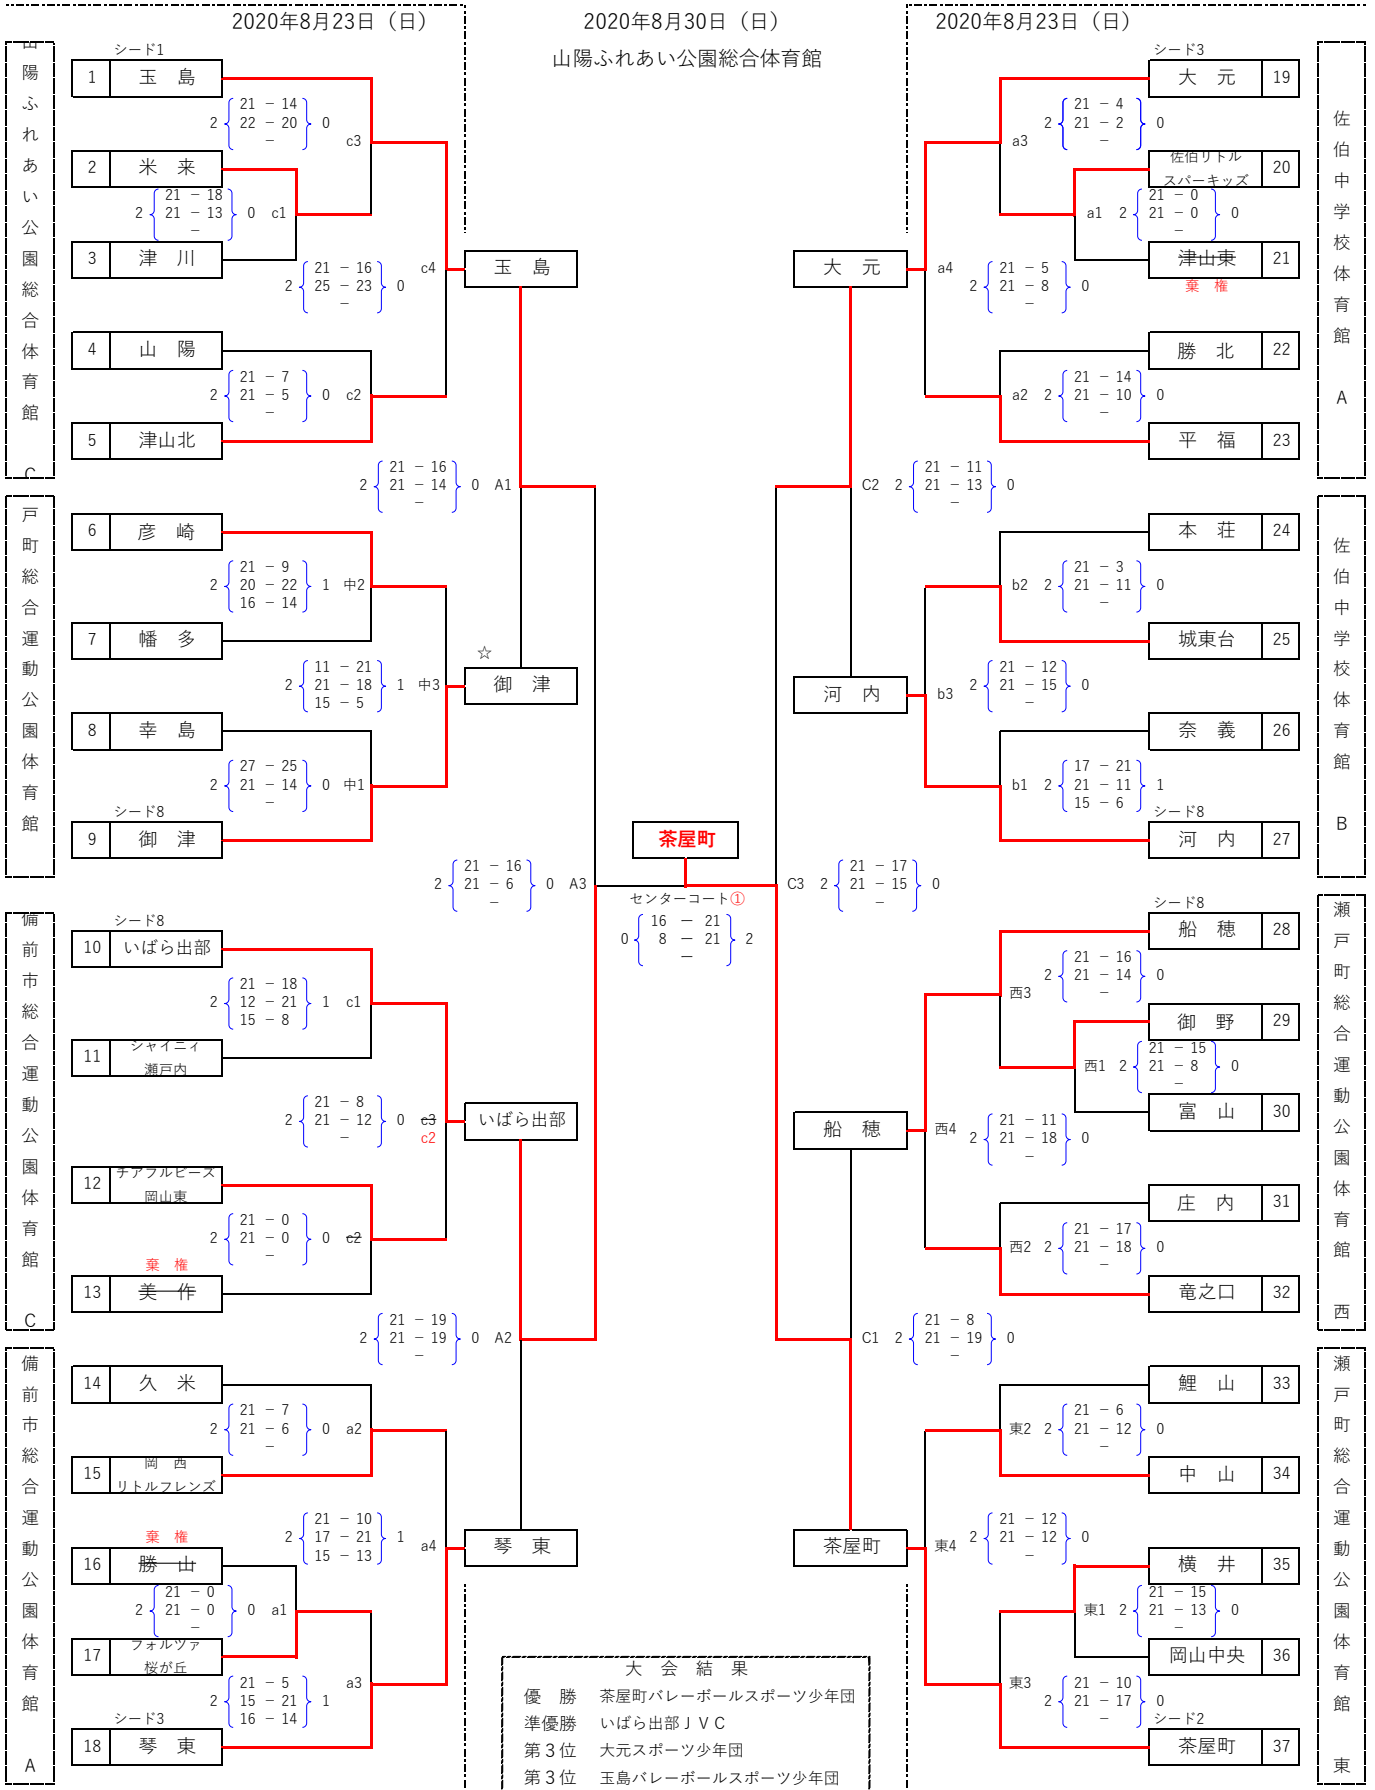 2020年8月23日（日）
2020年8月30日（日）
2020年8月23日（日）
山陽ふれあい公園総合体育館
山陽ふれあい公園総合体育館 C
シード1
1 玉 島
21 － 14
2 22 － 20 0 c3
－
2 米 来
21 － 18
2 21 － 13 0 c1
－
3 津 川
21 － 16 c4
2 25 － 23 0
－
玉 島
4 山 陽
21 － 7
2 21 － 5 0 c2
－
5 津山北
21 － 16
2 21 － 14 0 A1
－
戸町総合運動公園体育館
6 彦 崎
21 － 9
2 20 － 22 1 中2
16 － 14
7 幡 多
11 － 21
2 21 － 18 1 中3
15 － 5
☆
御 津
8 幸 島
27 － 25
2 21 － 14 0 中1
－
シード8
9 御 津
21 － 16
2 21 － 6 0 A3
－
備前市総合運動公園体育館 C
シード8
10 いばら出部
21 － 18
2 12 － 21 1 c1
15 － 8
11 シャイニィ
瀬戸内
21 － 8
2 21 － 12 0 c3
－ c2
いばら出部
12 チアフルビーズ
岡山東
21 － 0
2 21 － 0 0 c2
－
棄 権
13 美 作
21 － 19
2 21 － 19 0 A2
－
備前市総合運動公園体育館 A
14 久 米
21 － 7
2 21 － 6 0 a2
－
15 岡 西
リトルフレンズ
21 － 10
2 17 － 21 1 a4
15 － 13
琴 東
棄 権
16 勝 山
21 － 0
2 21 － 0 0 a1
－
17 フォルツァ
桜が丘
21 － 5 a3
2 15 － 21 1
16 － 14
シード3
18 琴 東
茶屋町
センターコート①
16 － 21
0 8 － 21 2
－
シード3
大 元 19
21 － 4
a3 2 21 － 2 0
－
佐伯リトル
スパーキッズ 20
21 － 0
a1 2 21 － 0 0
－
津山東 21
棄 権
大 元
a4 21 － 5
2 21 － 8 0
－
勝 北 22
21 － 14
a2 2 21 － 10 0
－
平 福 23
佐伯中学校体育館 A
21 － 11
C2 2 21 － 13 0
－
本 荘 24
21 － 3
b2 2 21 － 11 0
－
城東台 25
河 内
21 － 12
b3 2 21 － 15 0
－
奈 義 26
17 － 21
b1 2 21 － 11 1
15 － 6
シード8
河 内 27
佐伯中学校体育館 B
21 － 17
C3 2 21 － 15 0
－
シード8
船 穂 28
21 － 16
西3 2 21 － 14 0
－
御 野 29
21 － 15
西1 2 21 － 8 0
－
富 山 30
船 穂
西4 21 － 11
2 21 － 18 0
－
庄 内 31
21 － 17
西2 2 21 － 18 0
－
竜之口 32
瀬戸町総合運動公園体育館 西
21 － 8
C1 2 21 － 19 0
－
鯉 山 33
21 － 6
東2 2 21 － 12 0
－
中 山 34
茶屋町
21 － 12
東4 2 21 － 12 0
－
横 井 35
21 － 15
東1 2 21 － 13 0
－
岡山中央 36
東3 21 － 10
2 21 － 17 0
－
シード2
茶屋町 37
瀬戸町総合運動公園体育館 東
大 会 結 果
優 勝 茶屋町バレーボールスポーツ少年団
準優勝 いばら出部ＪＶＣ
第３位 大元スポーツ少年団
第３位 玉島バレーボールスポーツ少年団